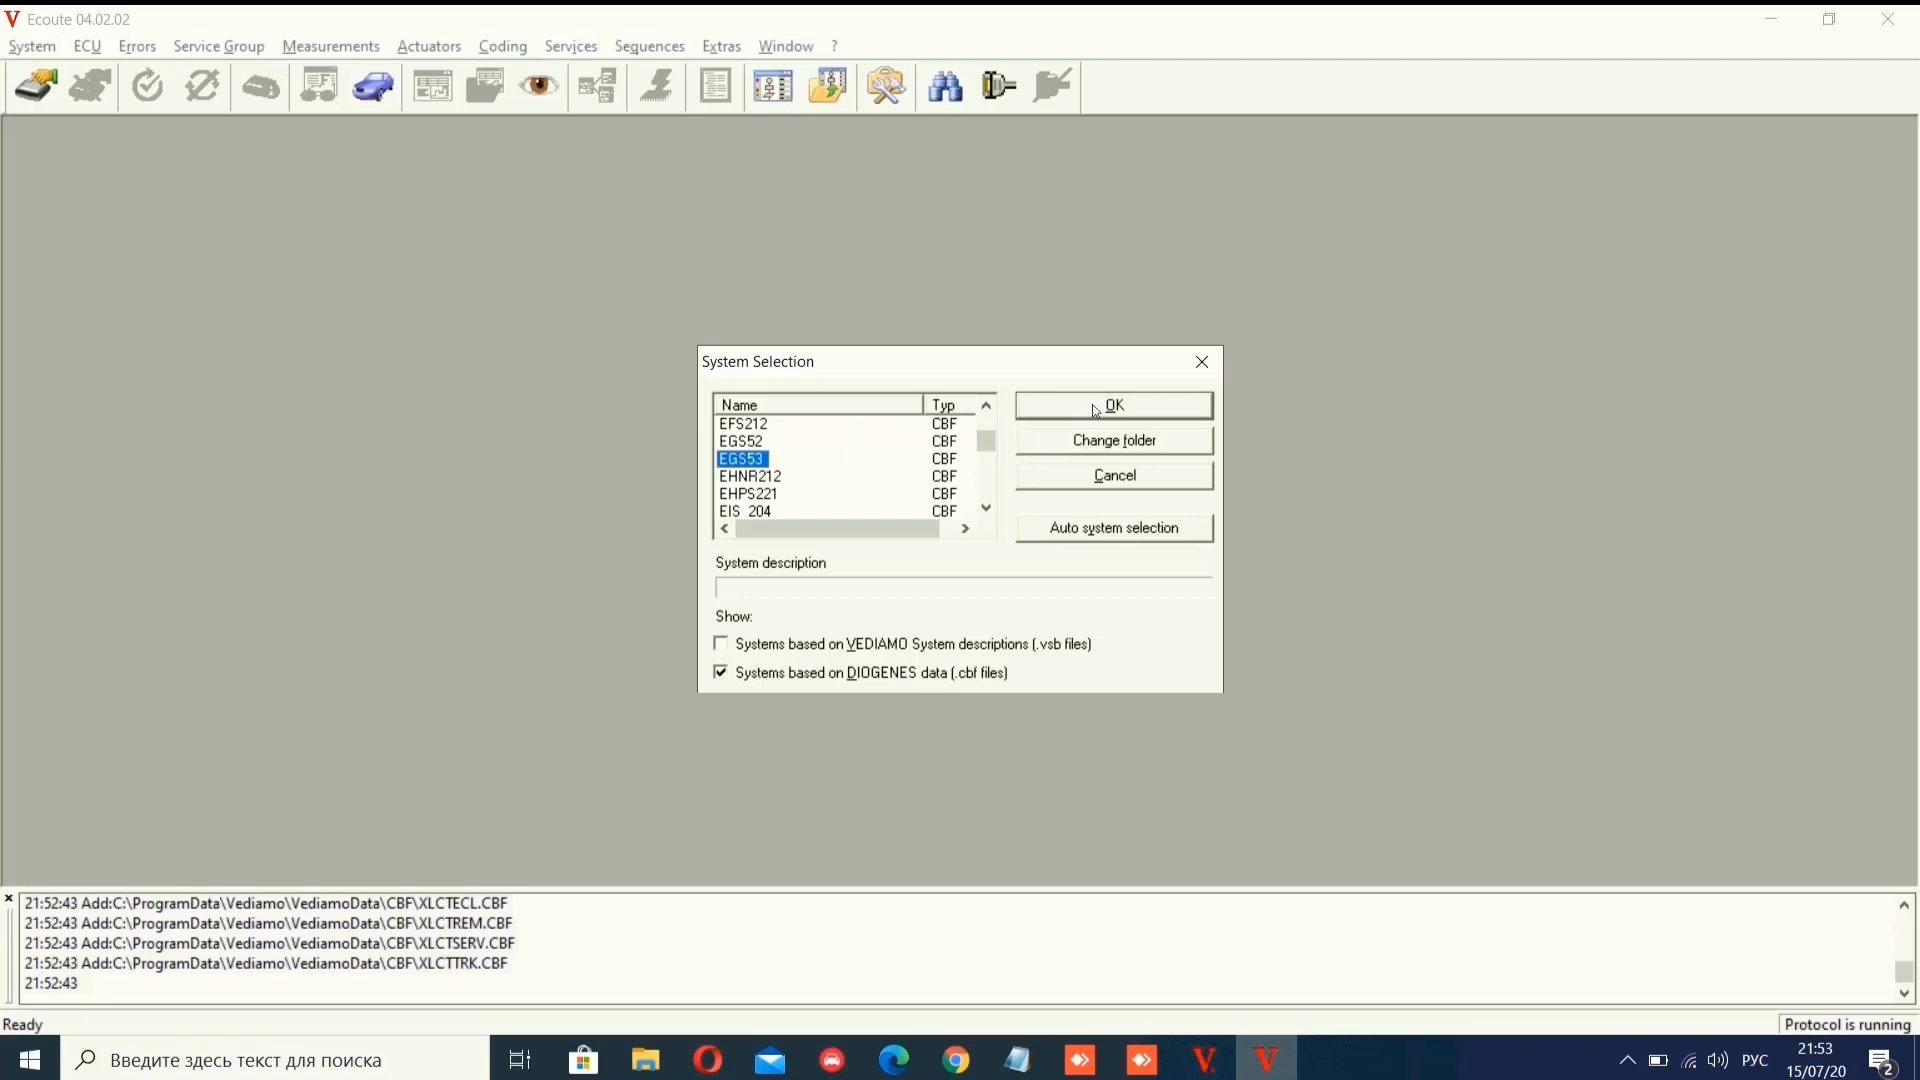 Ecoute 04.02.02
System ECU Errors Service Group Measurements Actuators Coding Services Sequences Extras Window ?
System Selection
Name Typ
EFS212 CBF
EGS52 CBF
EGS53 CBF
EHNR212 CBF
EHPS221 CBF
EIS_204 CBF
OK
Change folder
Cancel
Auto system selection
System description
Show:
Systems based on VEDIAMO System descriptions (.vsb files)
Systems based on DIOGENES data (.cbf files)
21:52:43 Add:C:\ProgramData\Vediamo\VediamoData\CBF\XLCTECL.CBF
21:52:43 Add:C:\ProgramData\Vediamo\VediamoData\CBF\XLCTREM.CBF
21:52:43 Add:C:\ProgramData\Vediamo\VediamoData\CBF\XLCTSERV.CBF
21:52:43 Add:C:\ProgramData\Vediamo\VediamoData\CBF\XLCTTRK.CBF
21:52:43
Ready
Protocol is running
Введите здесь текст для поиска
РУС
21:53
15/07/20
2